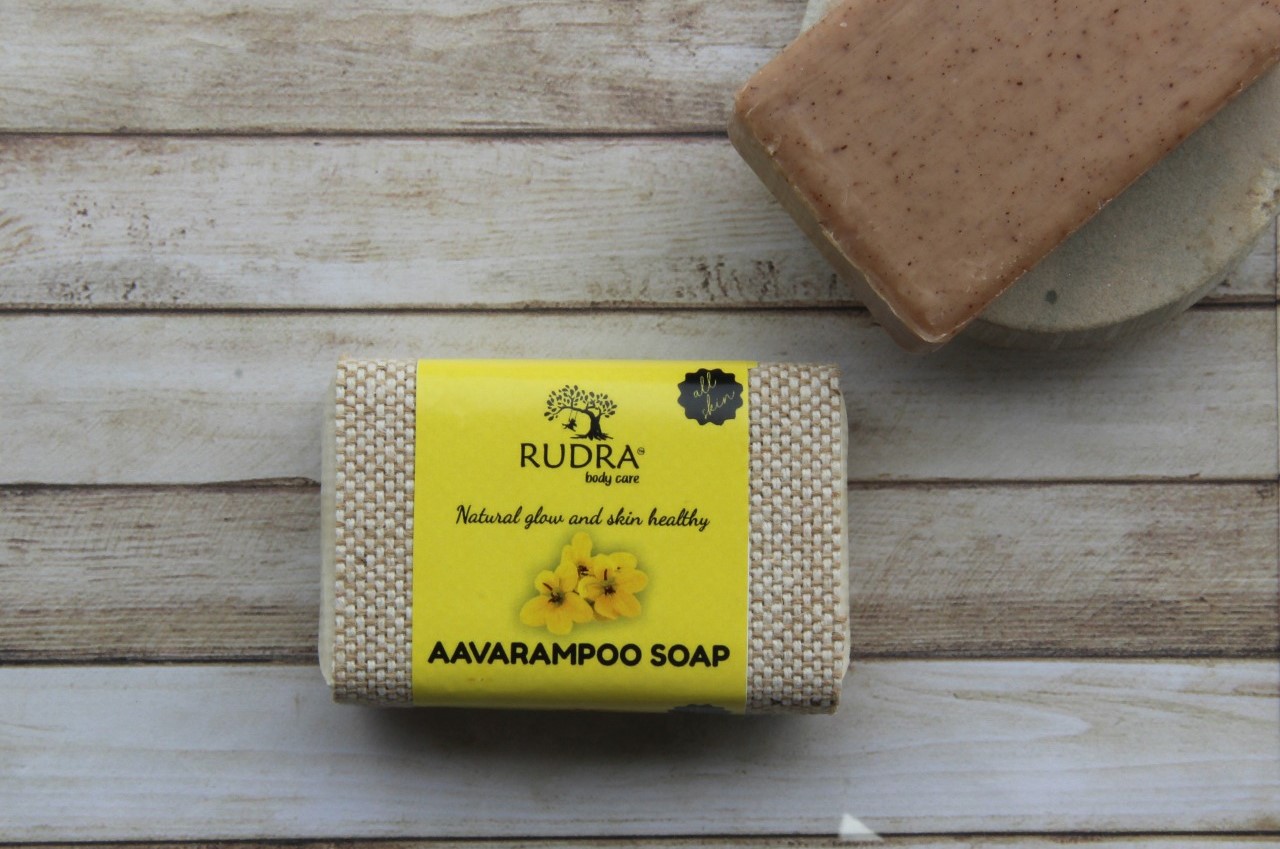 all
skin
RUDRA
body care
Natural glow and skin healthy
AAVARAMPOO SOAP